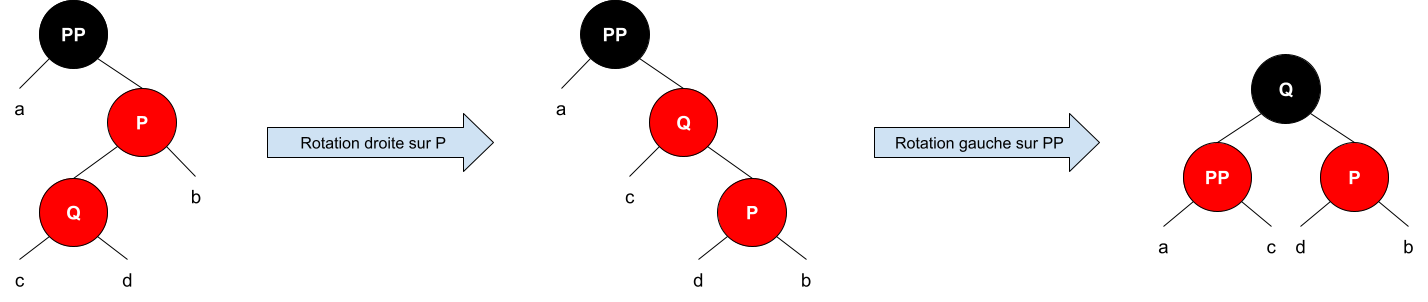 PP
a
P
b
Q
c
d
Rotation droite sur P
PP
a
Q
c
P
d
b
Rotation gauche sur PP
Q
PP
P
a
c
d
b